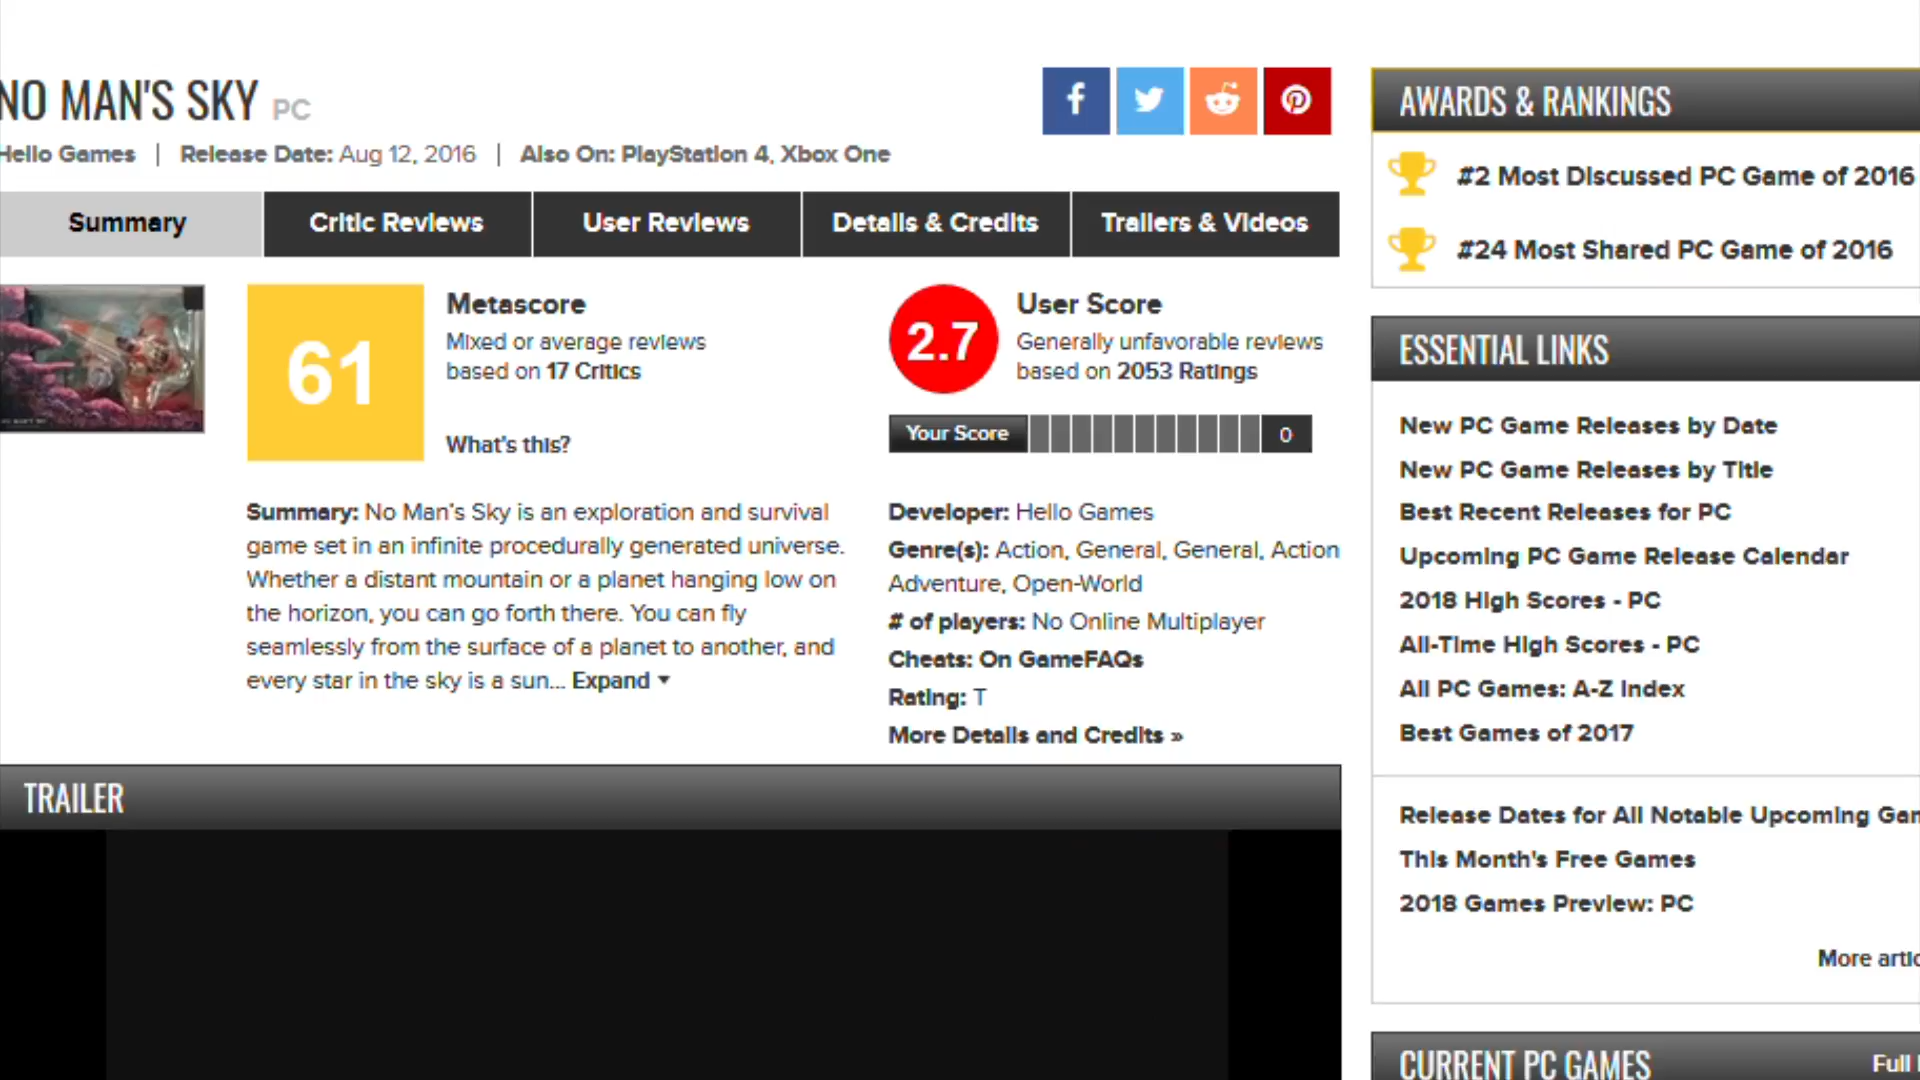 NO MAN'S SKY PC
Hello Games | Release Date: Aug 12, 2016 | Also On: PlayStation 4, Xbox One
Summary
Critic Reviews
User Reviews
Details & Credits
Trailers & Videos
61
Metascore
Mixed or average reviews
based on 17 Critics
What's this?
2.7
User Score
Generally unfavorable reviews
based on 2053 Ratings
Your Score
0
Summary: No Man's Sky is an exploration and survival
game set in an infinite procedurally generated universe.
Whether a distant mountain or a planet hanging low on
the horizon, you can go forth there. You can fly
seamlessly from the surface of a planet to another, and
every star in the sky is a sun... Expand
Developer: Hello Games
Genre(s): Action, General, General, Action
Adventure, Open-World
# of players: No Online Multiplayer
Cheats: On GameFAQs
Rating: T
More Details and Credits »
TRAILER
AWARDS & RANKINGS
#2 Most Discussed PC Game of 2016
#24 Most Shared PC Game of 2016
ESSENTIAL LINKS
New PC Game Releases by Date
New PC Game Releases by Title
Best Recent Releases for PC
Upcoming PC Game Release Calendar
2018 High Scores - PC
All-Time High Scores - PC
All PC Games: A-Z Index
Best Games of 2017
Release Dates for All Notable Upcoming Gam
This Month's Free Games
2018 Games Preview: PC
More artic
CURRENT PC GAMES
Full